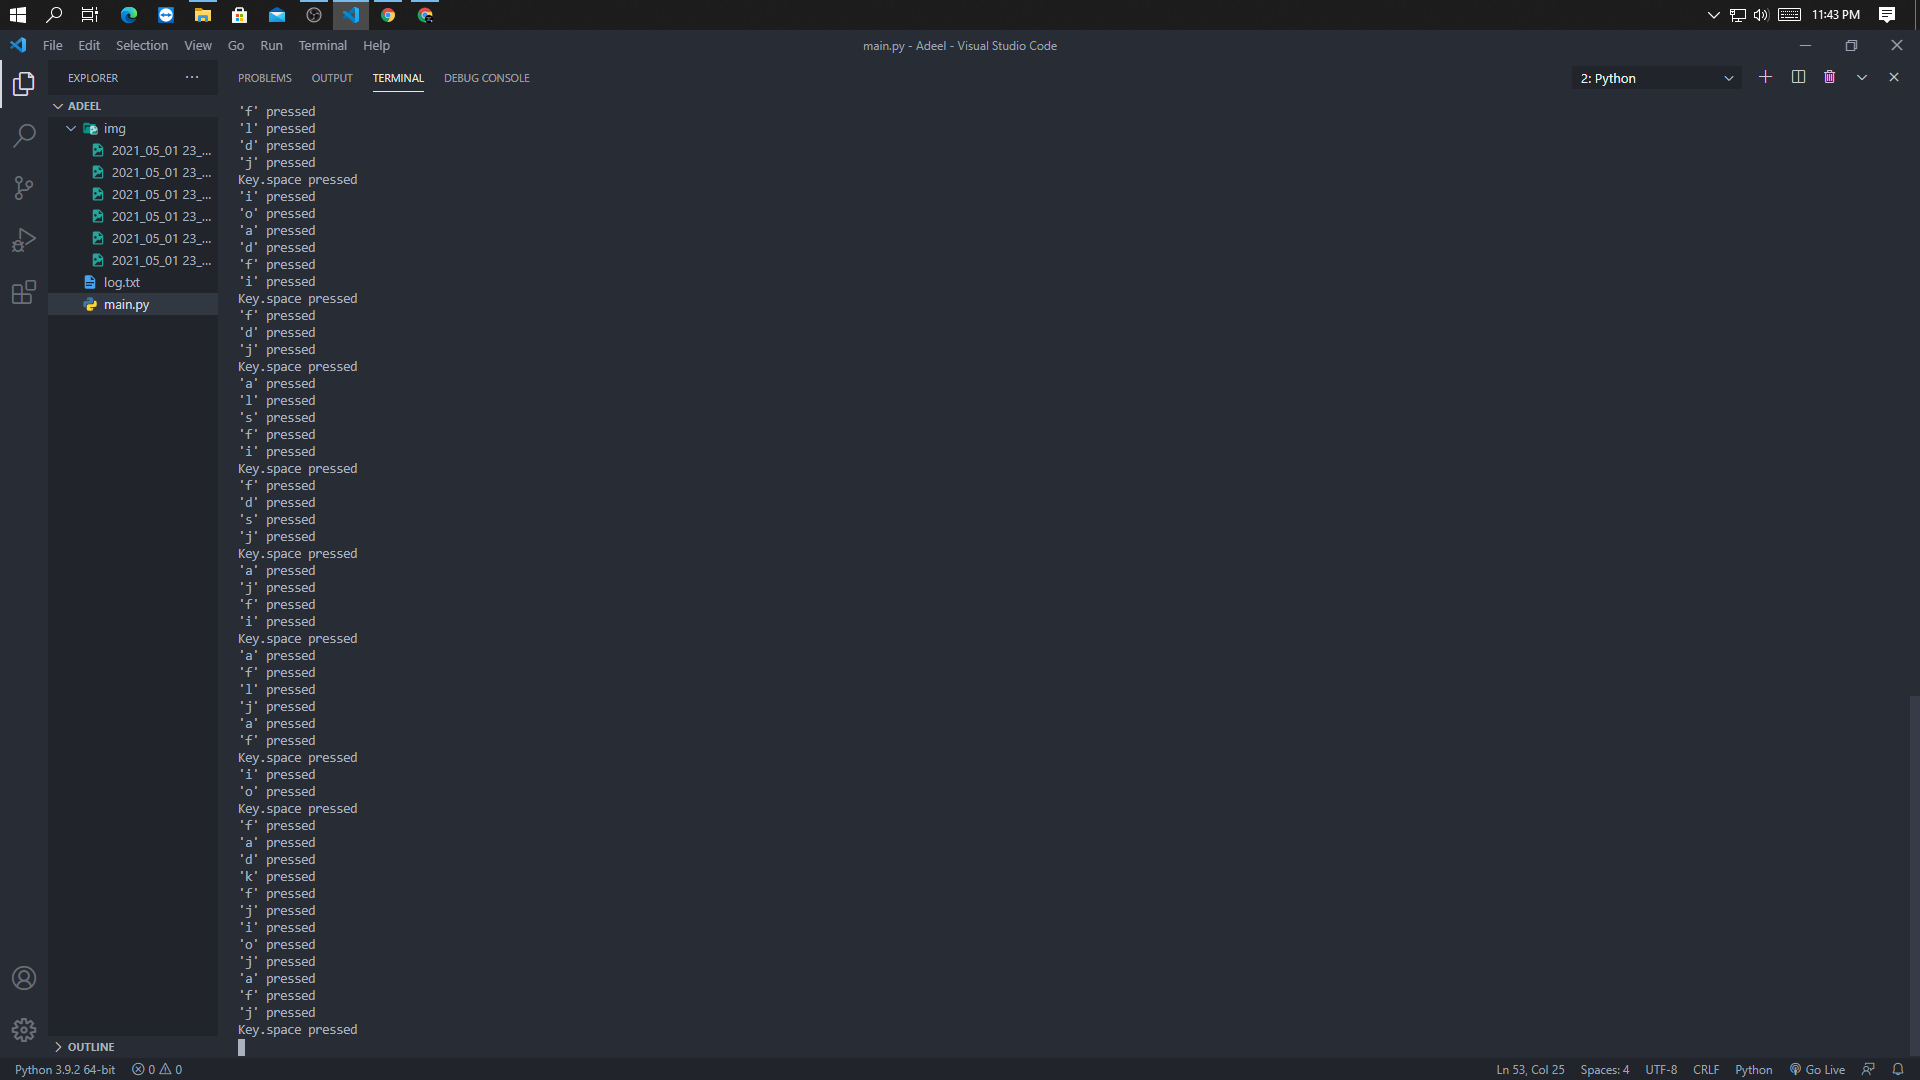 11:43 PM
File Edit Selection View Go Run Terminal Help
main.py - Adeel - Visual Studio Code
EXPLORER
PROBLEMS OUTPUT TERMINAL DEBUG CONSOLE
2: Python
ADEEL
img
2021_05_01 23_...
2021_05_01 23_...
2021_05_01 23_...
2021_05_01 23_...
2021_05_01 23_...
2021_05_01 23_...
log.txt
main.py
OUTLINE
'f' pressed
'l' pressed
'd' pressed
'j' pressed
Key.space pressed
'i' pressed
'o' pressed
'a' pressed
'd' pressed
'f' pressed
'i' pressed
Key.space pressed
'f' pressed
'd' pressed
'j' pressed
Key.space pressed
'a' pressed
'l' pressed
's' pressed
'f' pressed
'i' pressed
Key.space pressed
'f' pressed
'd' pressed
's' pressed
'j' pressed
Key.space pressed
'a' pressed
'j' pressed
'f' pressed
'i' pressed
Key.space pressed
'a' pressed
'f' pressed
'l' pressed
'j' pressed
'a' pressed
'f' pressed
Key.space pressed
'i' pressed
'o' pressed
Key.space pressed
'f' pressed
'a' pressed
'd' pressed
'k' pressed
'f' pressed
'j' pressed
'i' pressed
'o' pressed
'j' pressed
'a' pressed
'f' pressed
'j' pressed
Key.space pressed
Python 3.9.2 64-bit 0 0
Ln 53, Col 25 Spaces: 4 UTF-8 CRLF Python Go Live